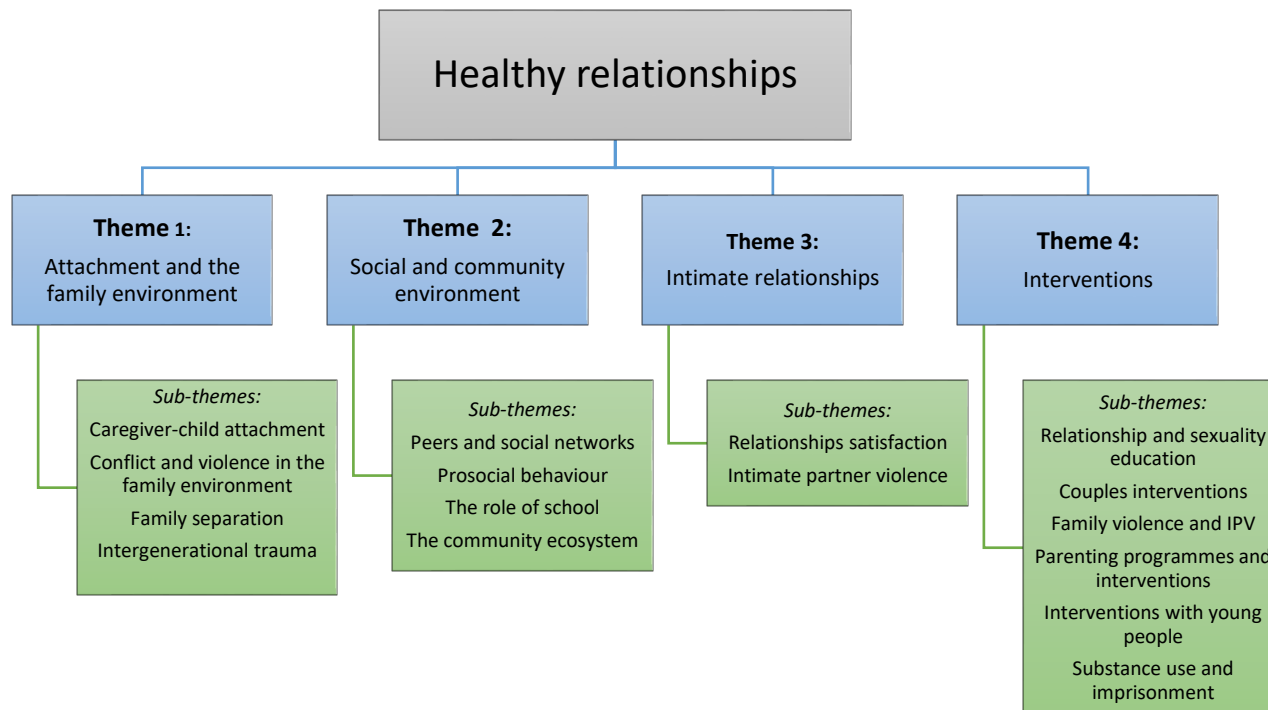 Healthy relationships
Theme 1:
Attachment and the
family environment
Theme 2:
Social and community
environment
Theme 3:
Intimate relationships
Theme 4:
Interventions
Sub-themes:
Caregiver-child attachment
Conflict and violence in the
family environment
Family separation
Intergenerational trauma
Sub-themes:
Peers and social networks
Prosocial behaviour
The role of school
The community ecosystem
Sub-themes:
Relationships satisfaction
Intimate partner violence
Sub-themes:
Relationship and sexuality
education
Couples interventions
Family violence and IPV
Parenting programmes and
interventions
Interventions with young
people
Substance use and
imprisonment